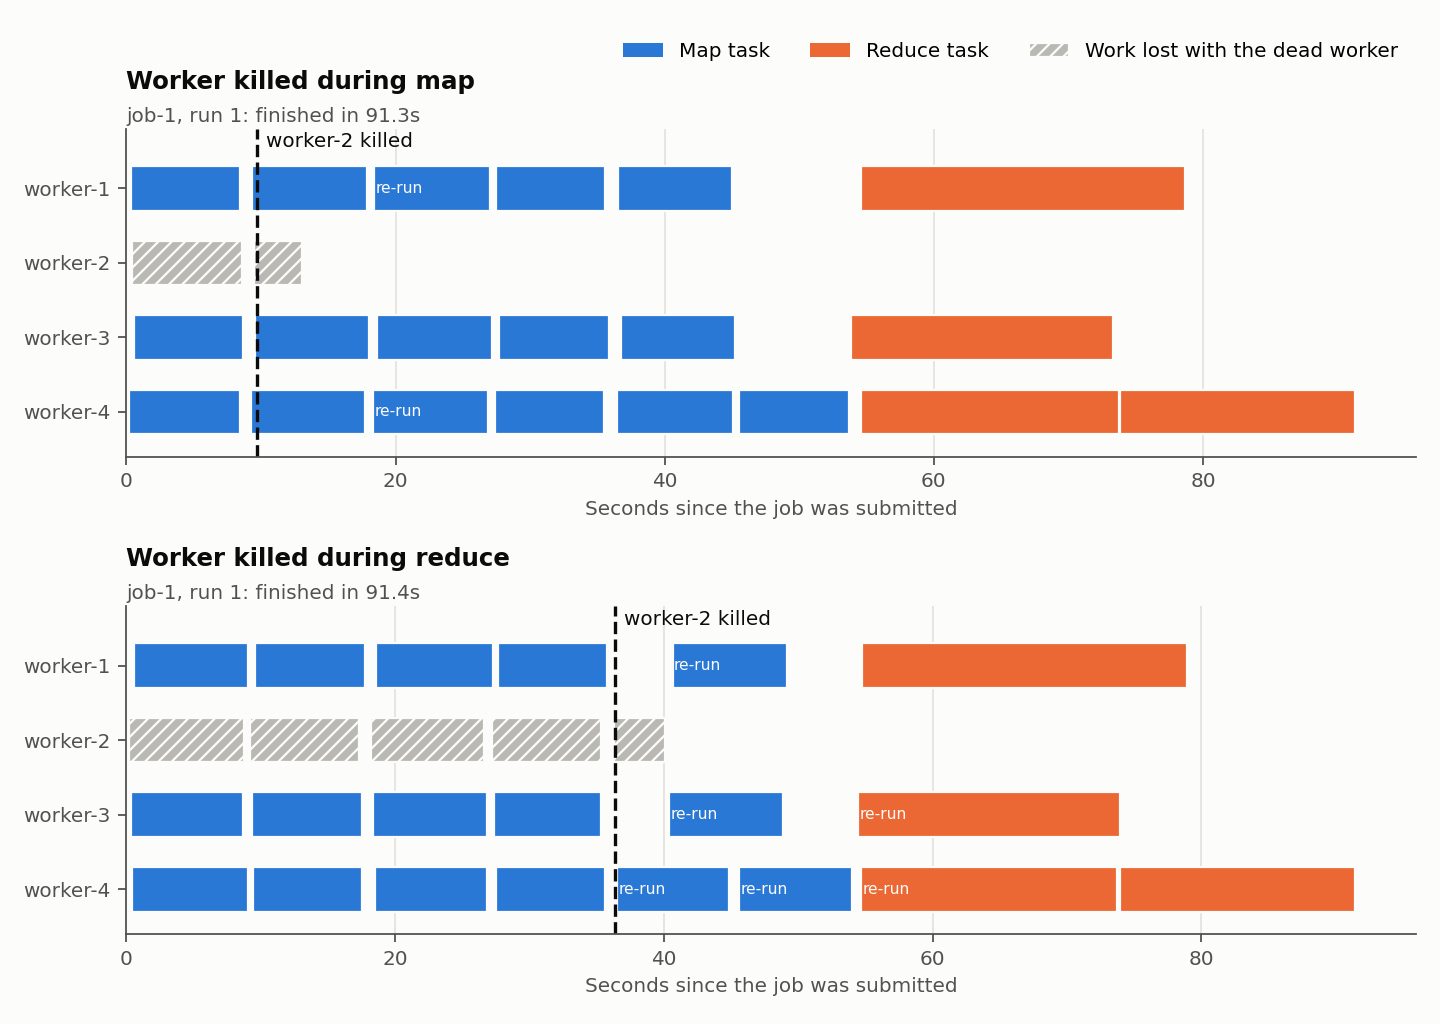 Map task Reduce task Work lost with the dead worker
Worker killed during map
job-1, run 1: finished in 91.3s
worker-2 killed
worker-1 re-run
worker-2
worker-3
worker-4 re-run
0 20 40 60 80
Seconds since the job was submitted
Worker killed during reduce
job-1, run 1: finished in 91.4s
worker-2 killed
worker-1 re-run
worker-2
worker-3 re-run re-run
worker-4 re-run re-run re-run
0 20 40 60 80
Seconds since the job was submitted